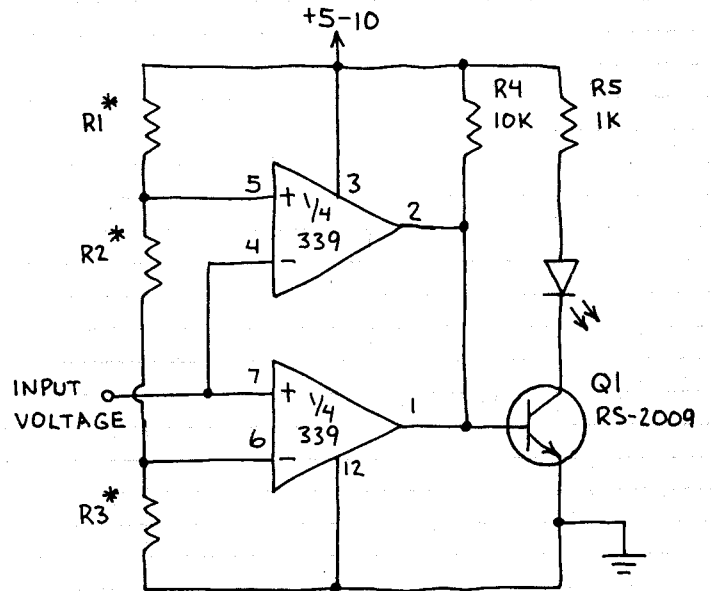 +5-10
R1*
R4
10K
R5
1K
5
+
1/4
339
3
2
4
-
R2*
INPUT
VOLTAGE
7
+
1/4
339
1
6
-
12
Q1
RS-2009
R3*